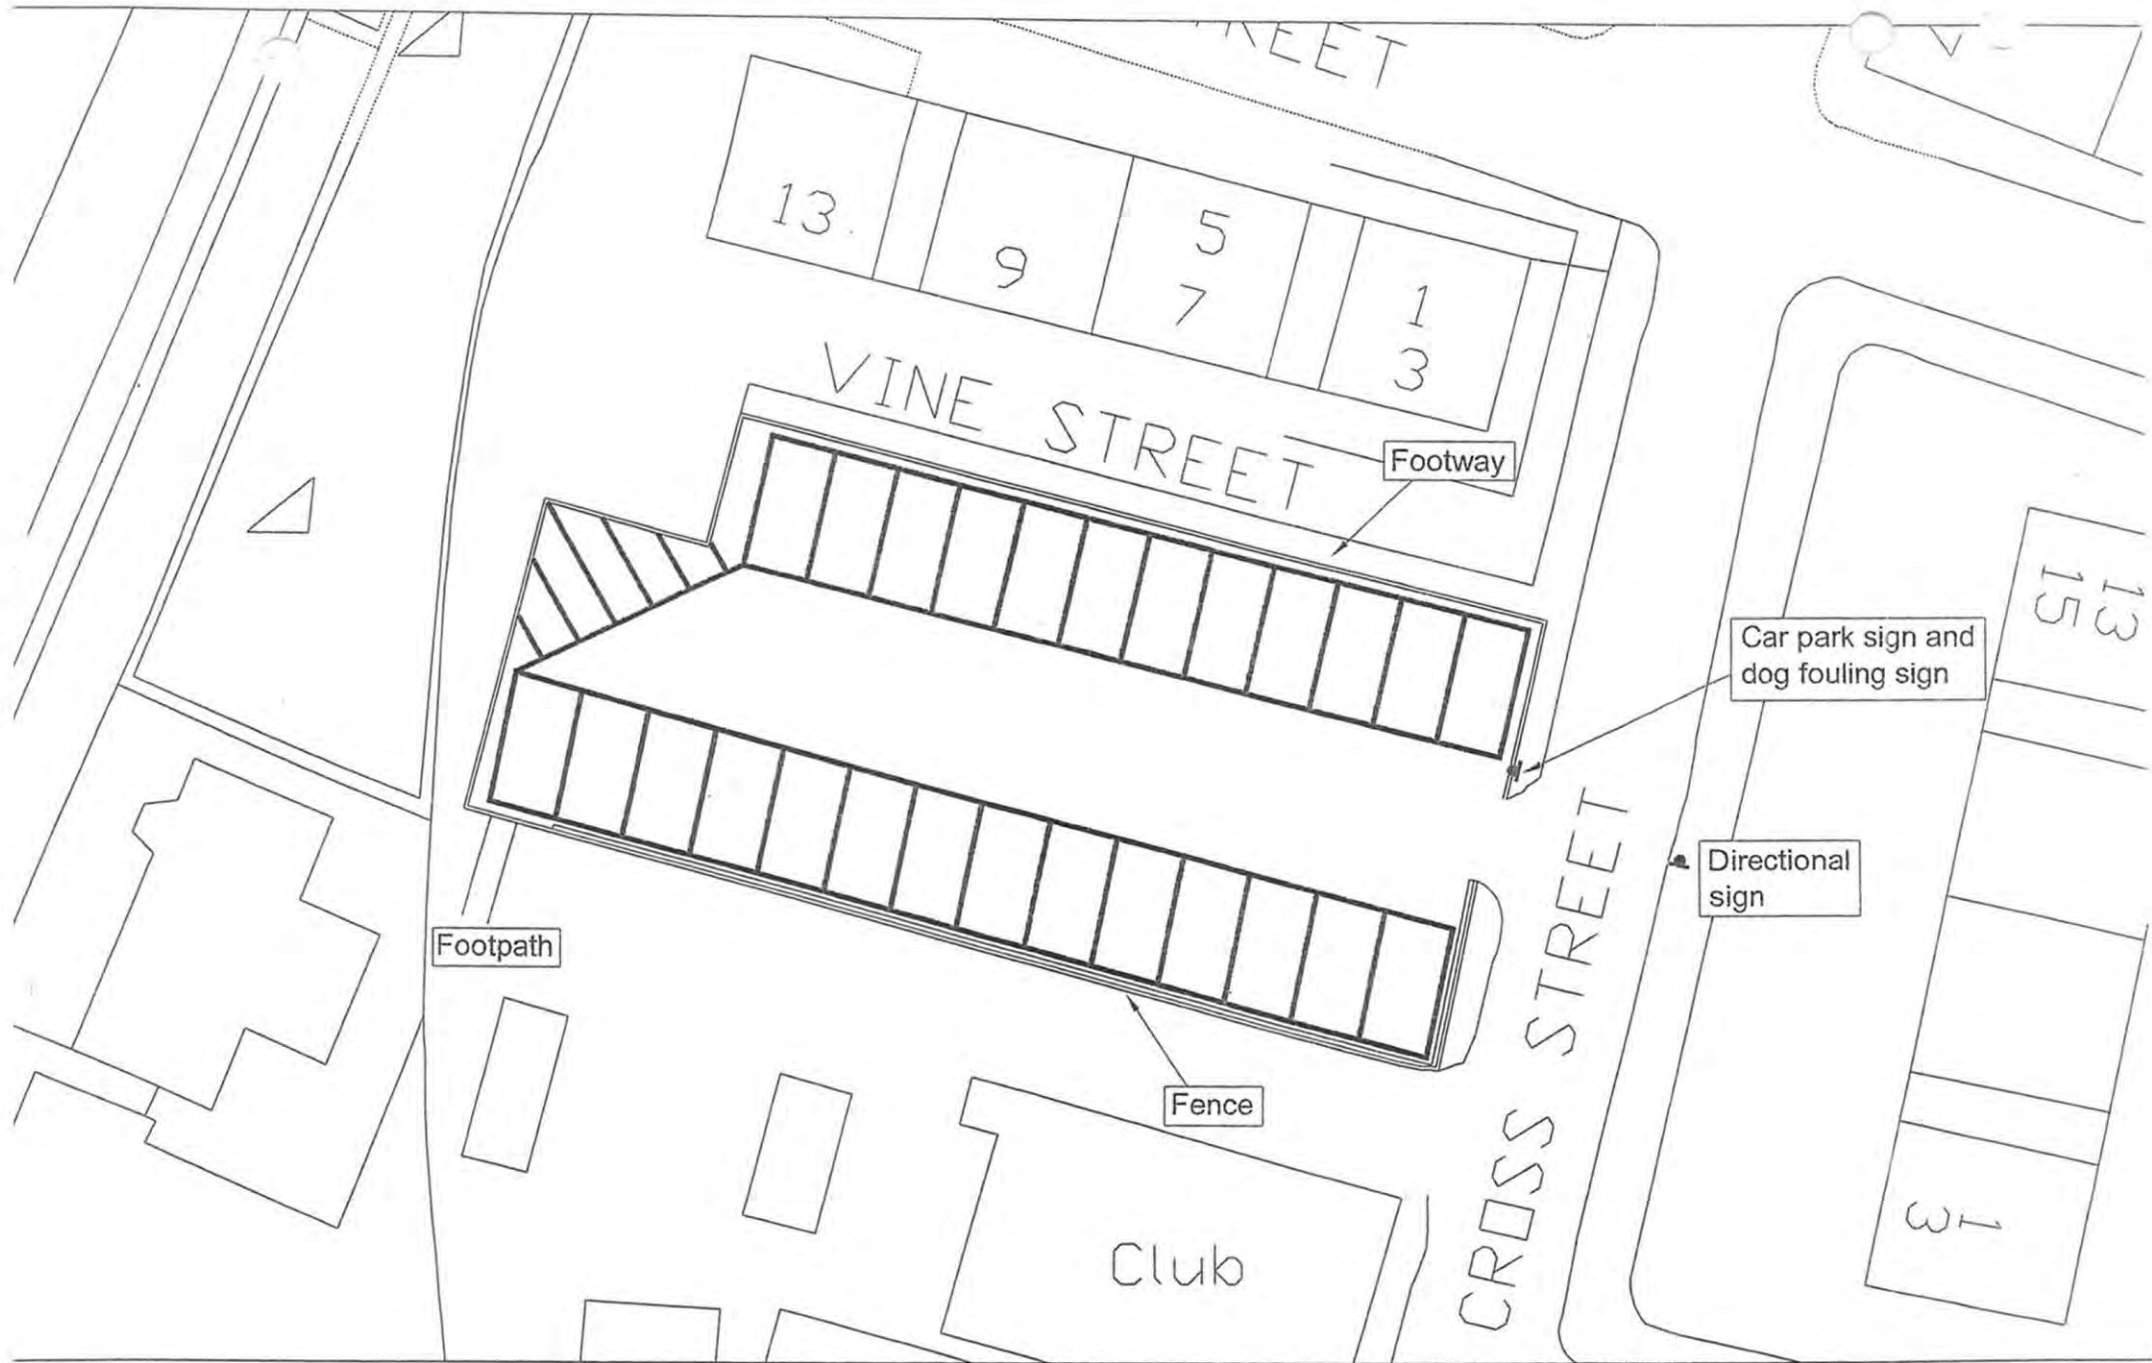 13
9
5
7
1
3
VINE STREET
Footway
13
15
Car park sign and
dog fouling sign
Directional
sign
Footpath
Fence
CROSS STREET
1
3
Club